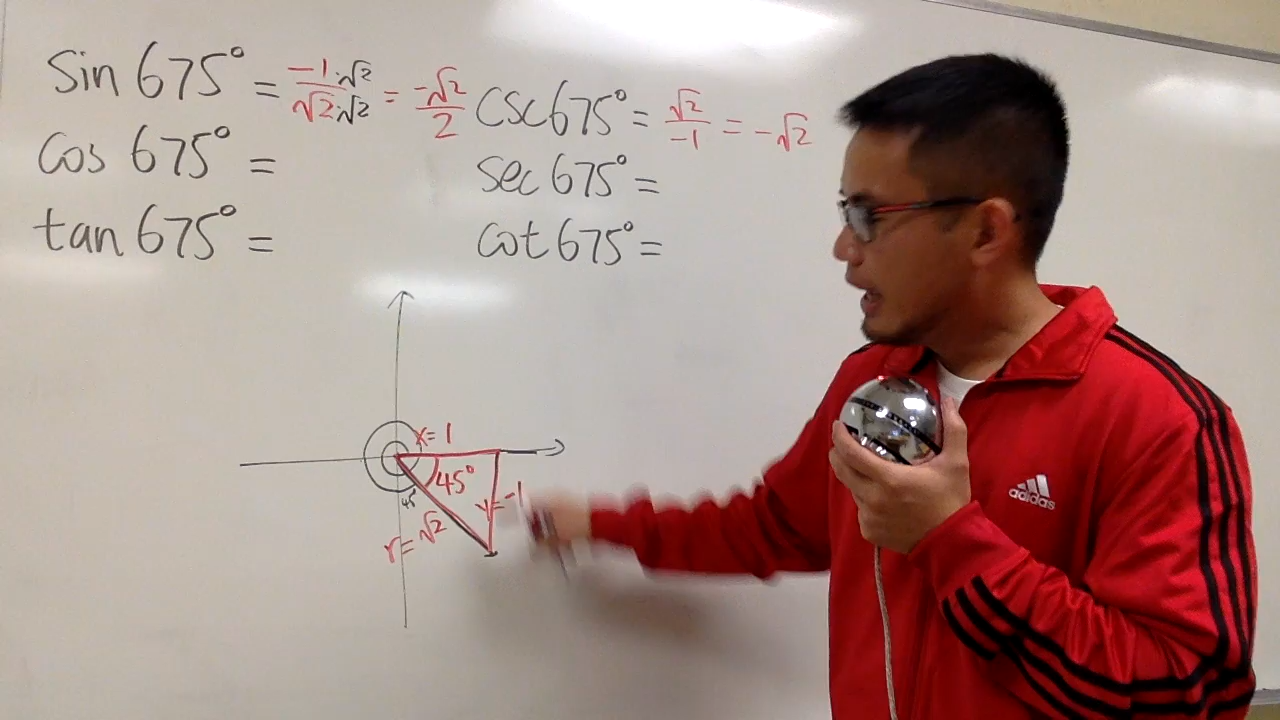 sin 675° = -1/√2 √2/√2 = -√2/2
cos 675° =
tan 675° =
csc 675° = √2/-1 = -√2
sec 675° =
cot 675° =
x=1
45°
45°
y=-1
r=√2
adidas